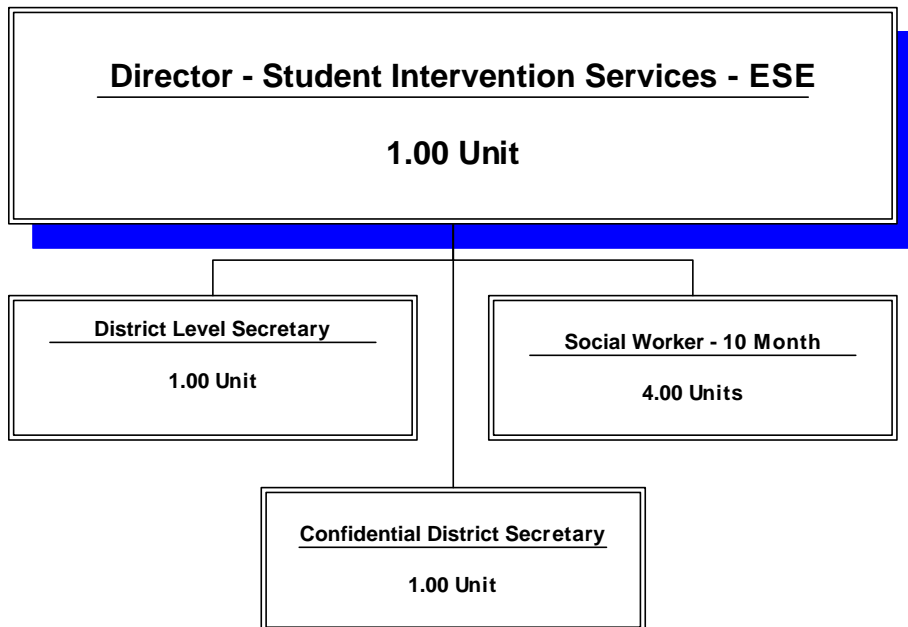 Director - Student Intervention Services - ESE
1.00 Unit
District Level Secretary
1.00 Unit
Social Worker - 10 Month
4.00 Units
Confidential District Secretary
1.00 Unit